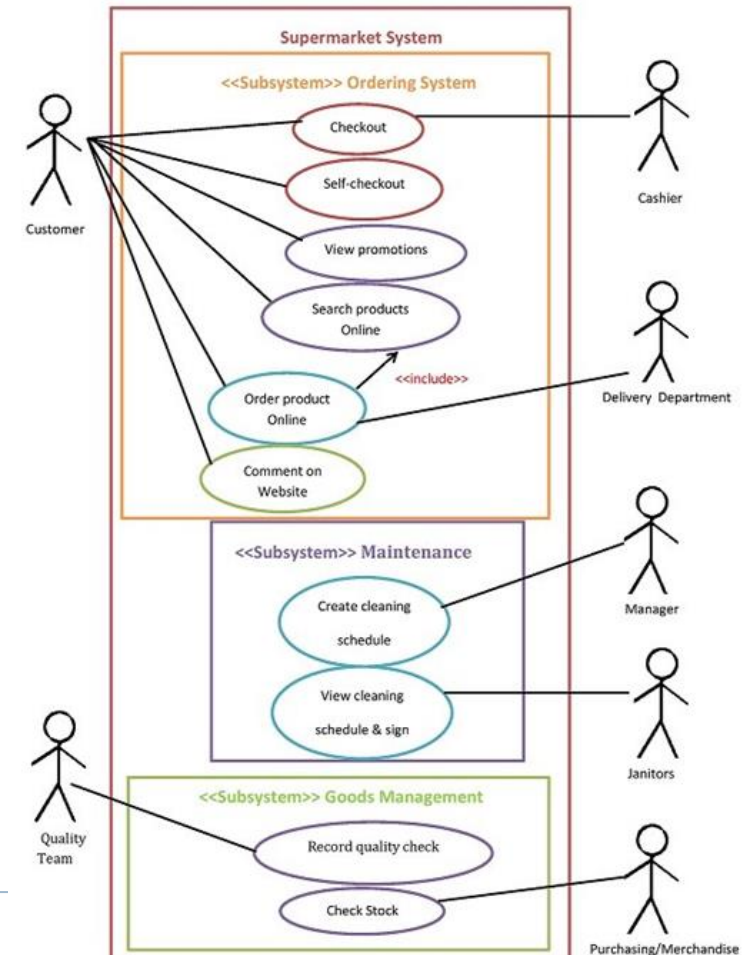 Supermarket System
<<Subsystem>> Ordering System
Checkout
Self-checkout
Customer
Cashier
View promotions
Search products
Online
<<include>>
Order product
Online
Delivery Department
Comment on
Website
<<Subsystem>> Maintenance
Create cleaning
schedule
Manager
View cleaning
schedule & sign
Janitors
<<Subsystem>> Goods Management
Quality
Team
Record quality check
Check Stock
Purchasing/Merchandise